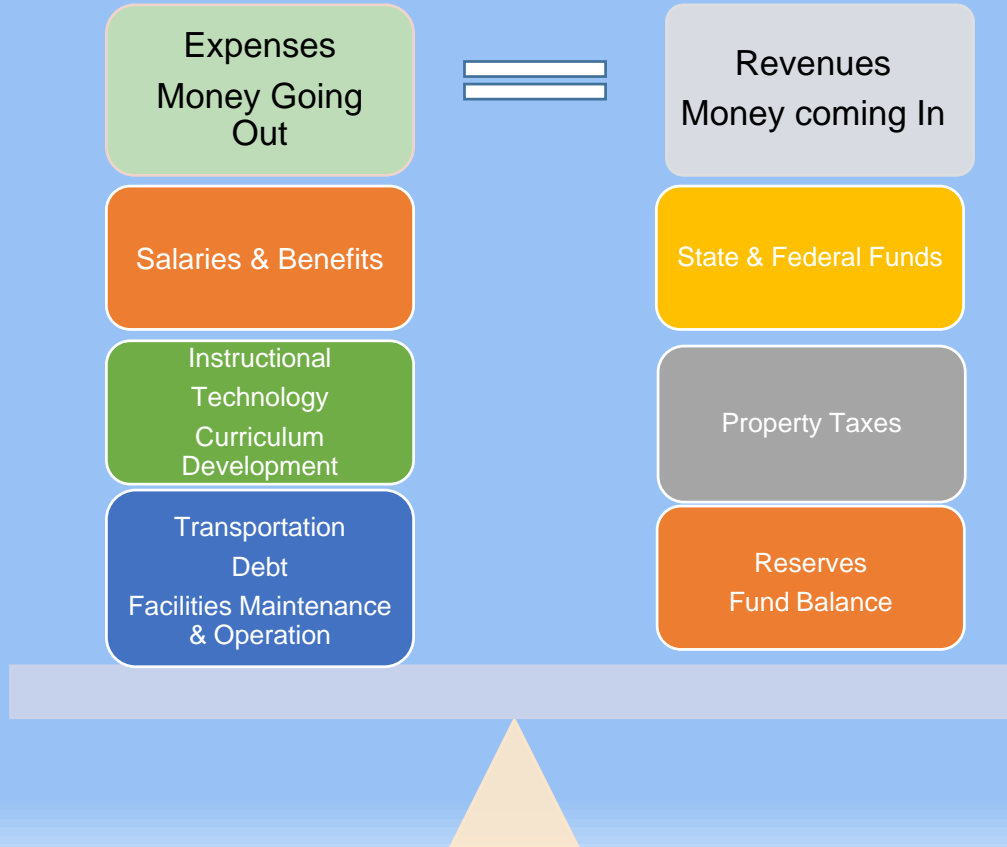 Expenses
Money Going
Out
Revenues
Money coming In
Salaries & Benefits
State & Federal Funds
Instructional
Technology
Curriculum
Development
Property Taxes
Transportation
Debt
Facilities Maintenance
& Operation
Reserves
Fund Balance